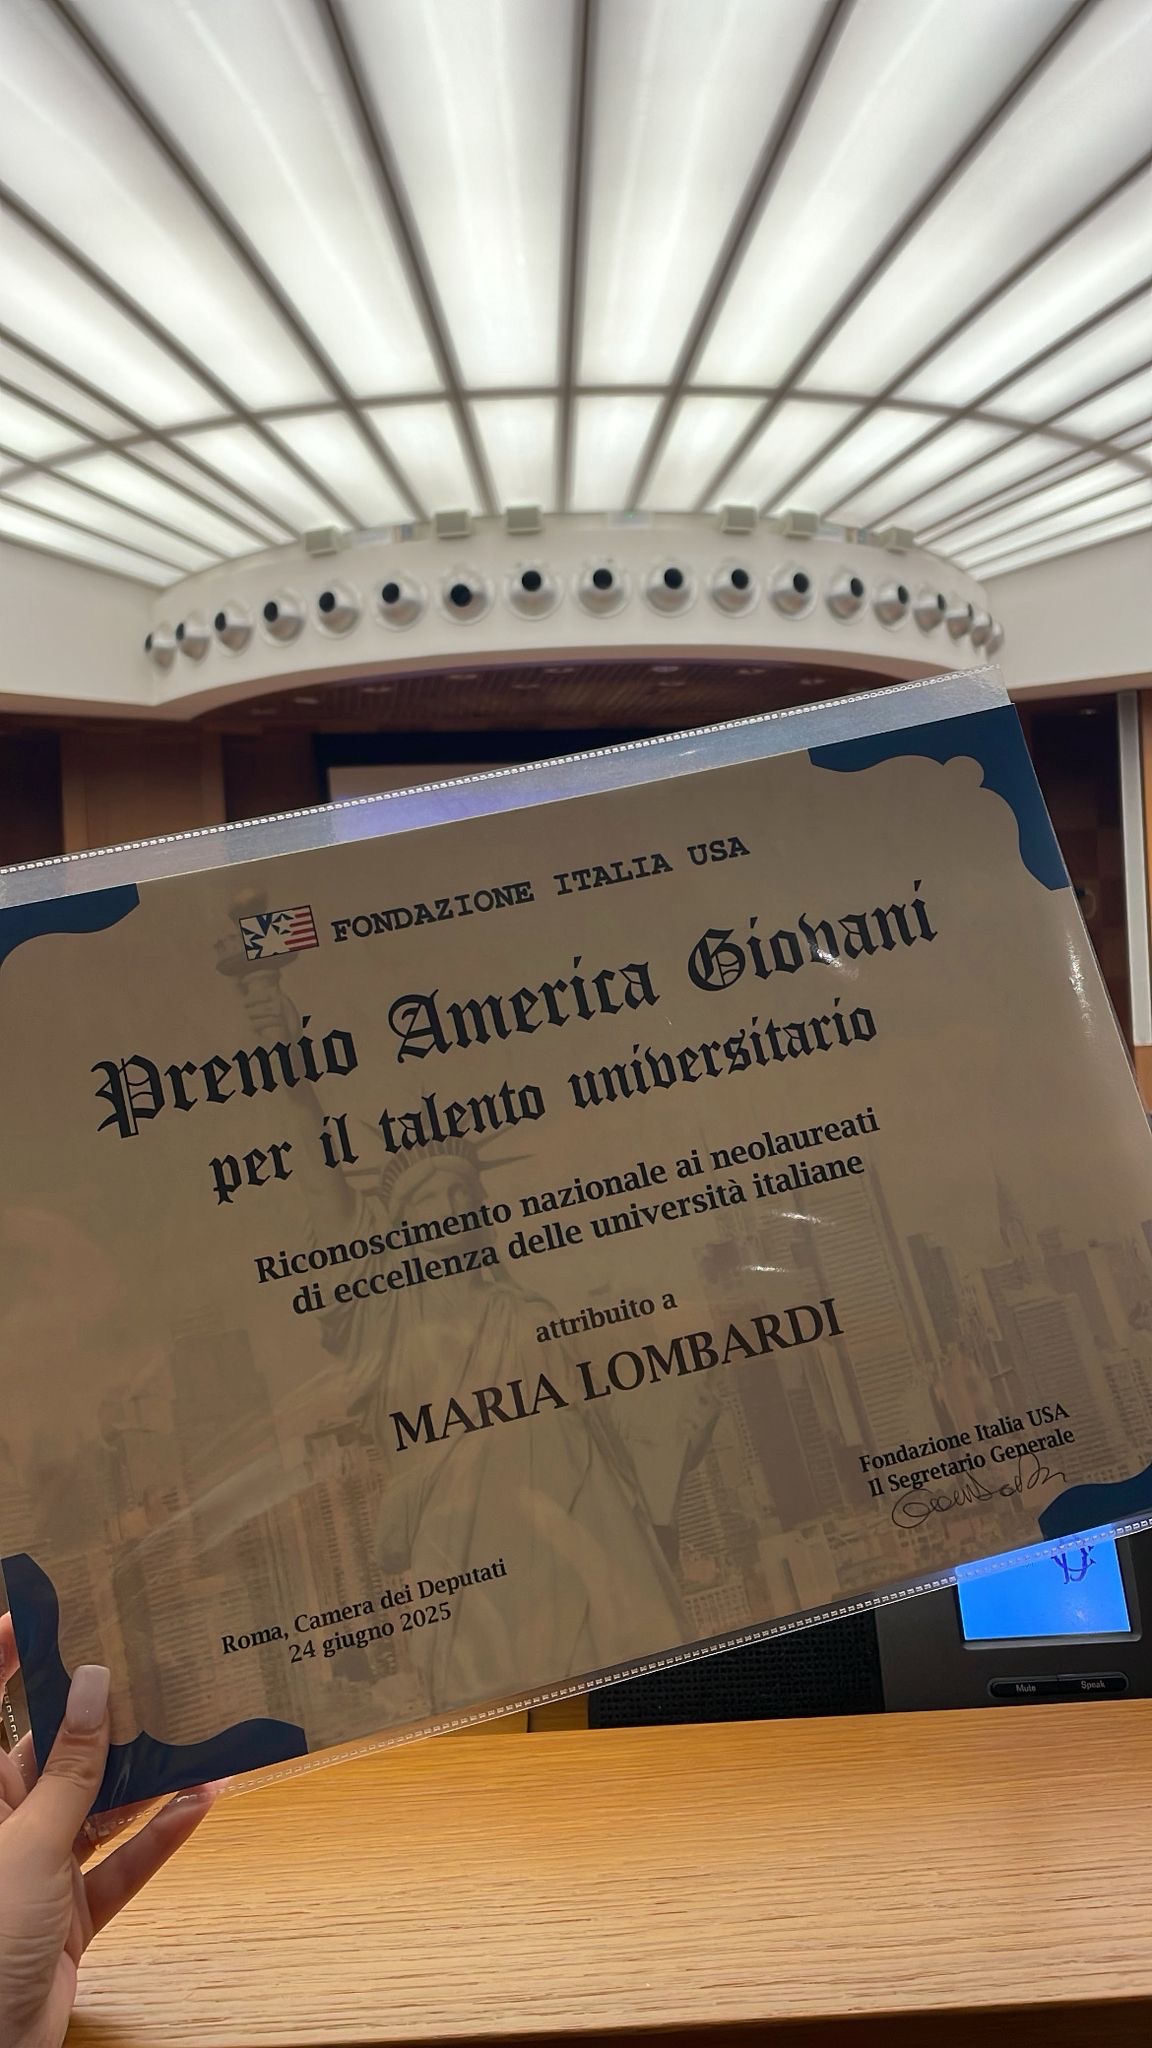 FONDAZIONE ITALIA USA
Premio America Giovani
per il talento universitario
Riconoscimento nazionale ai neolaureati
di eccellenza delle università italiane
attribuito a
MARIA LOMBARDI
Fondazione Italia USA
Il Segretario Generale
Roma, Camera dei Deputati
24 giugno 2025
Mute Speak